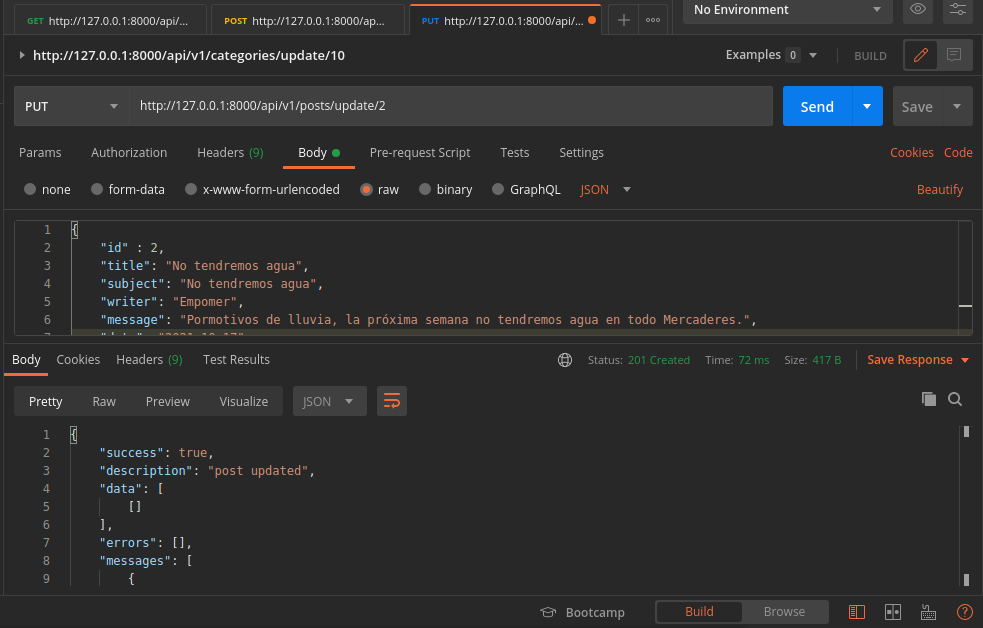 GET http://127.0.0.1:8000/api/... POST http://127.0.0.1:8000/ap... PUT http://127.0.0.1:8000/api/... + ooo No Environment
http://127.0.0.1:8000/api/v1/categories/update/10 Examples 0 BUILD
PUT http://127.0.0.1:8000/api/v1/posts/update/2 Send Save
Params Authorization Headers (9) Body Pre-request Script Tests Settings Cookies Code
none form-data x-www-form-urlencoded raw binary GraphQL JSON Beautify
1 {
2 "id" : 2,
3 "title": "No tendremos agua",
4 "subject": "No tendremos agua",
5 "writer": "Empomer",
6 "message": "Pormotivos de lluvia, la próxima semana no tendremos agua en todo Mercaderes.",
Body Cookies Headers (9) Test Results Status: 201 Created Time: 72 ms Size: 417 B Save Response
Pretty Raw Preview Visualize JSON
1 {
2 "success": true,
3 "description": "post updated",
4 "data": [
5 []
6 ],
7 "errors": [],
8 "messages": [
9 {
Bootcamp Build Browse ?